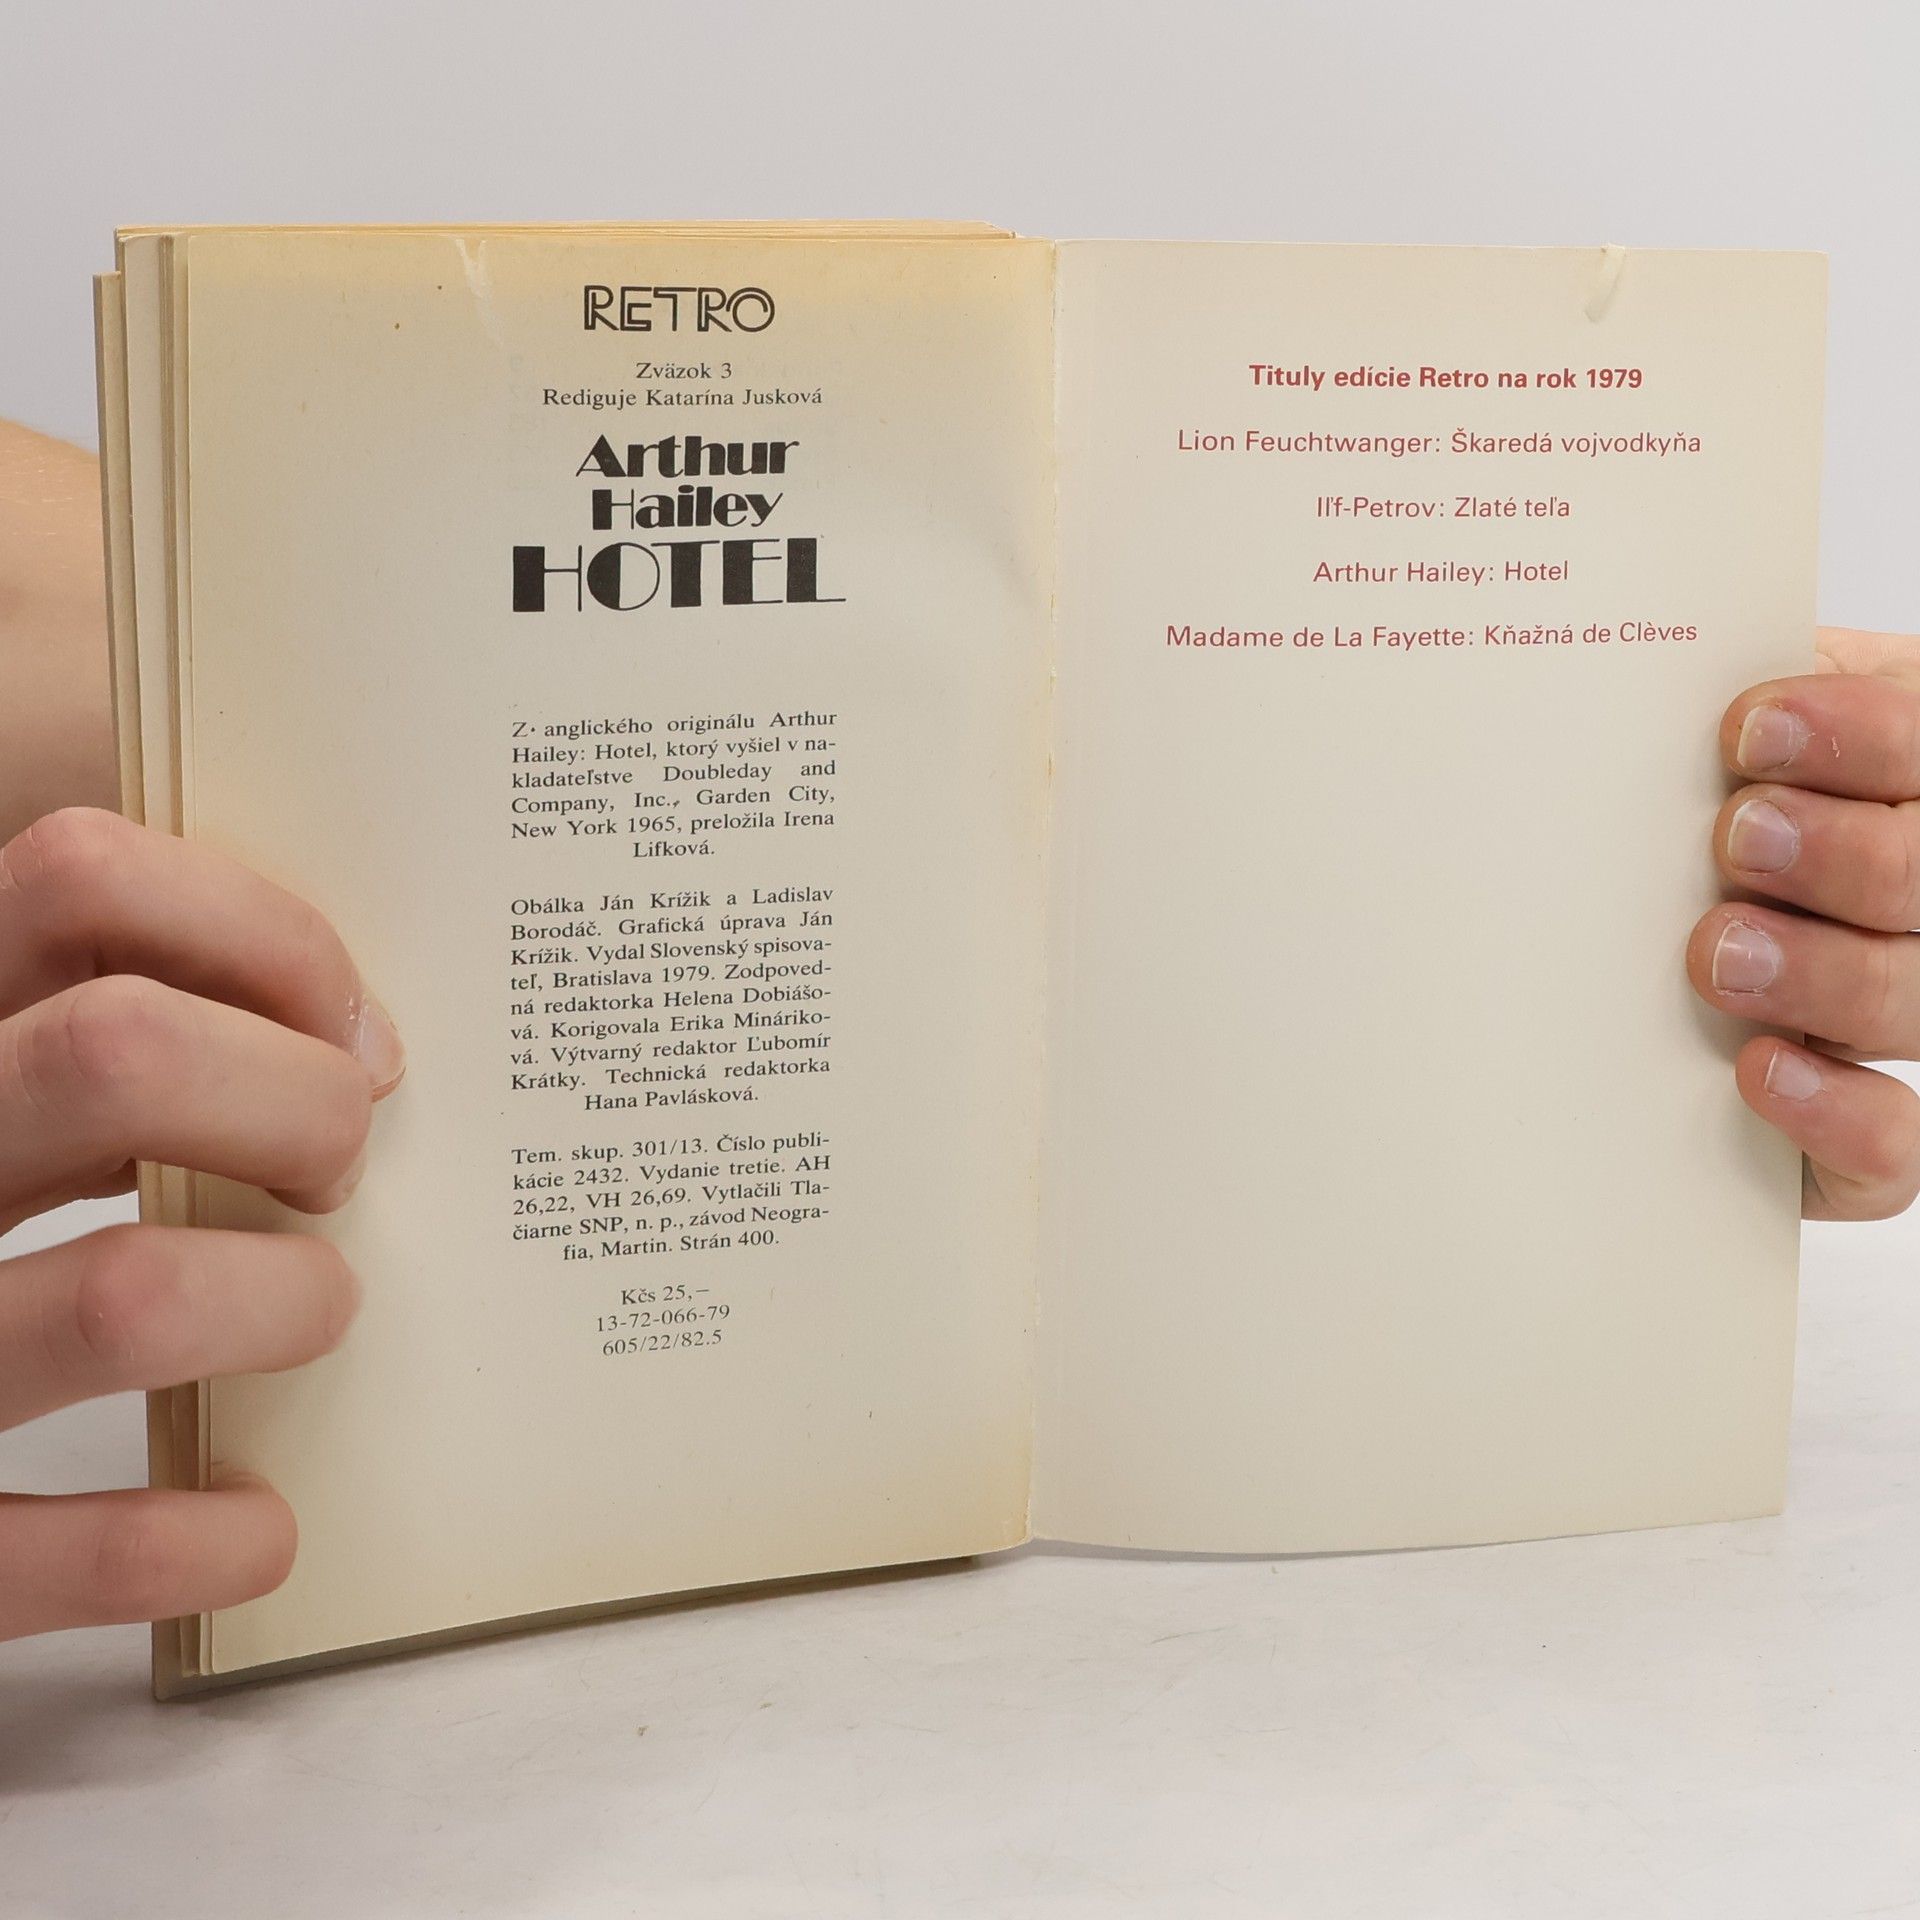 RETRO
Zväzok 3
Rediguje Katarína Jusková
Arthur
Hailey
HOTEL
Z anglického originálu Arthur
Hailey: Hotel, ktorý vyšiel v na-
kladateľstve Doubleday and
Company, Inc., Garden City,
New York 1965, preložila Irena
Lifková.
Obálka Ján Krížik a Ladislav
Borodáč. Grafická úprava Ján
Krížik. Vydal Slovenský spisova-
teľ, Bratislava 1979. Zodpoved-
ná redaktorka Helena Dobiášo-
vá. Korigovala Erika Mináriko-
vá. Výtvarný redaktor Ľubomír
Krátky. Technická redaktorka
Hana Pavlásková.
Tem. skup. 301/13. Číslo publi-
kácie 2432. Vydanie tretie. AH
26,22, VH 26,69. Vytlačili Tla-
čiarne SNP, n. p., závod Neogra-
fia, Martin. Strán 400.
Kčs 25,—
13-72-066-79
605/22/82.5
Tituly edície Retro na rok 1979
Lion Feuchtwanger: Škaredá vojvodkyňa
Iľf-Petrov: Zlaté teľa
Arthur Hailey: Hotel
Madame de La Fayette: Kňažná de Clèves